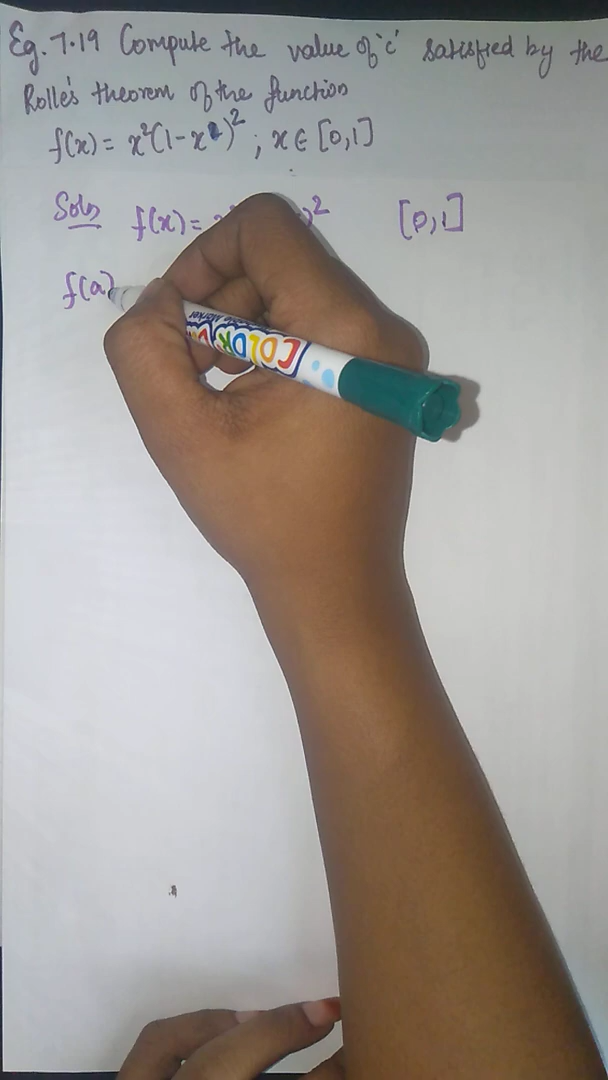 Eg. 7.19 Compute the value of 'c' satisfied by the
Rolle's theorem of the function
f(x) = x²(1-x)² ; x ∈ [0,1]
Soln f(x) = )² [0,1]
f(a)
COLOR